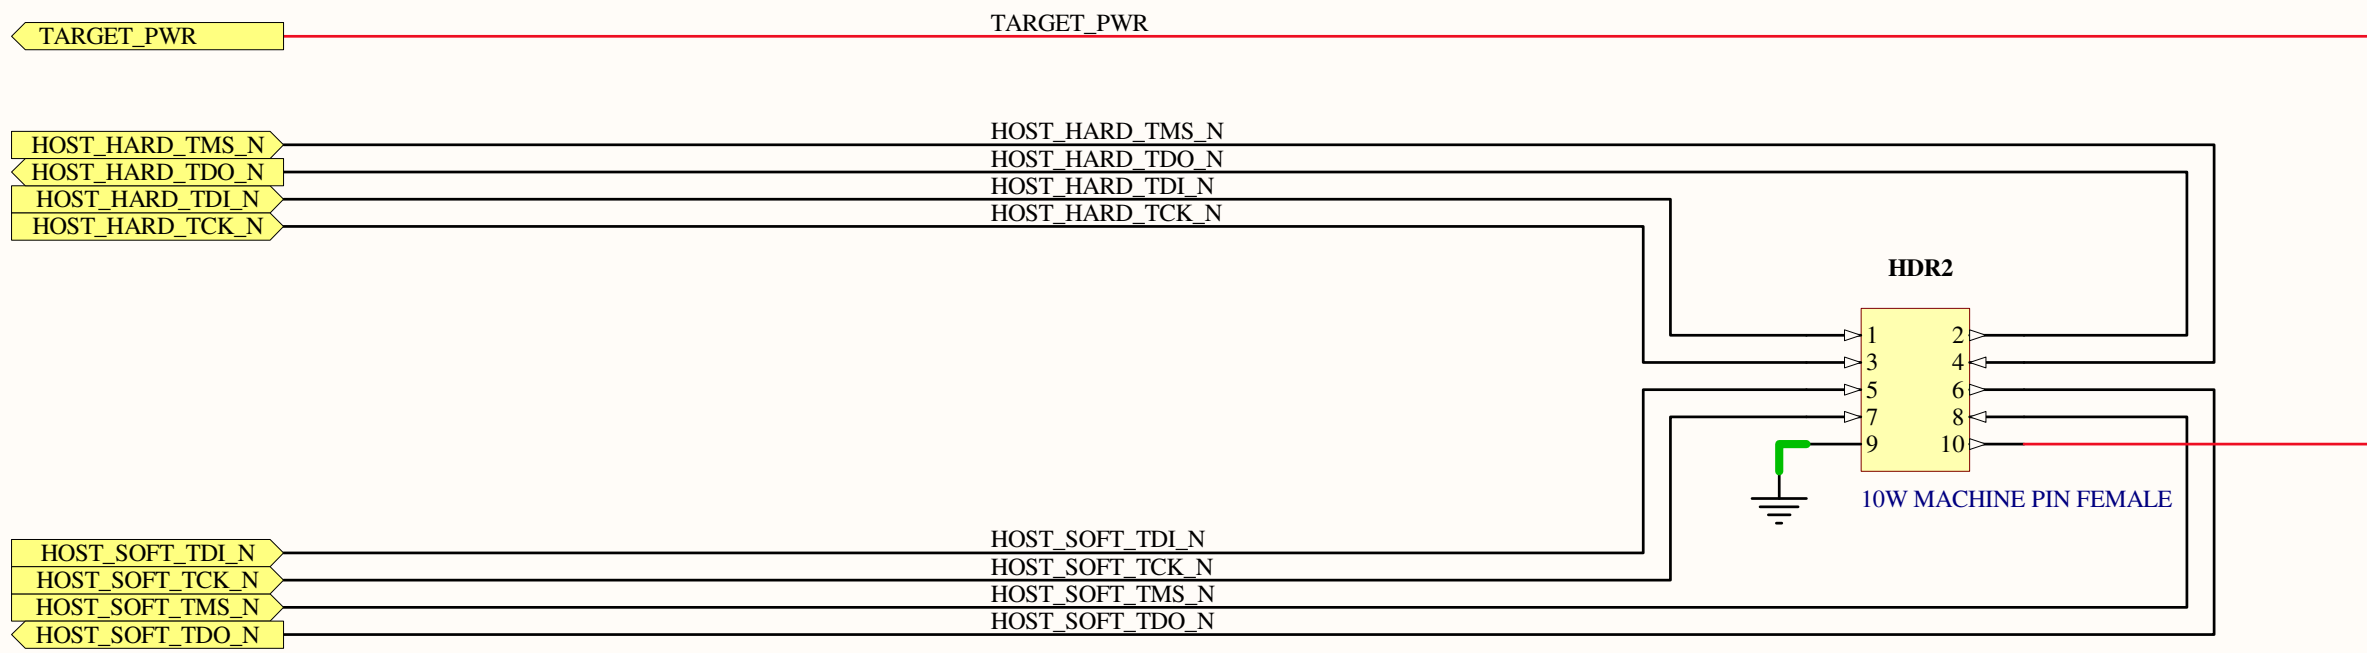 TARGET_PWR TARGET_PWR
HOST_HARD_TMS_N HOST_HARD_TMS_N
HOST_HARD_TDO_N HOST_HARD_TDO_N
HOST_HARD_TDI_N HOST_HARD_TDI_N
HOST_HARD_TCK_N HOST_HARD_TCK_N
HDR2
1 2
3 4
5 6
7 8
9 10
10W MACHINE PIN FEMALE
HOST_SOFT_TDI_N HOST_SOFT_TDI_N
HOST_SOFT_TCK_N HOST_SOFT_TCK_N
HOST_SOFT_TMS_N HOST_SOFT_TMS_N
HOST_SOFT_TDO_N HOST_SOFT_TDO_N